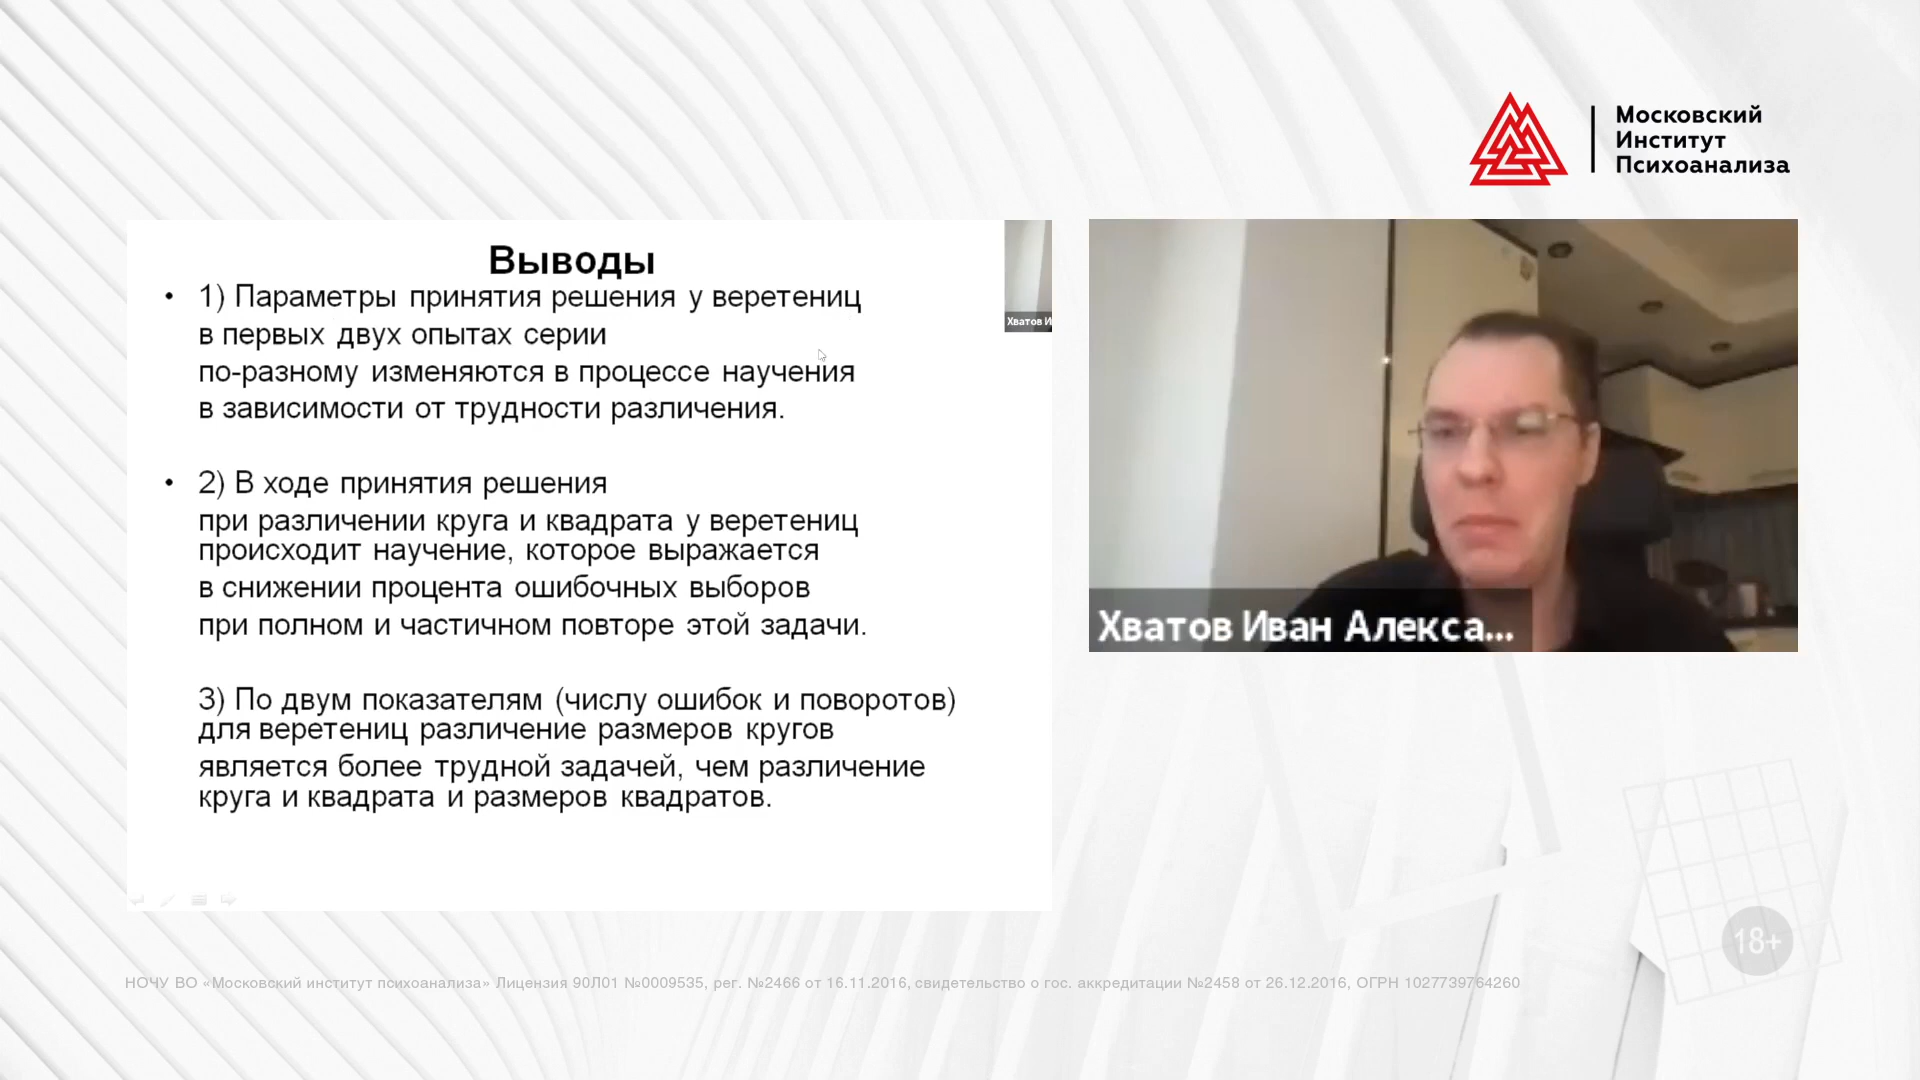 Московский
Институт
Психоанализа
Выводы
• 1) Параметры принятия решения у веретениц
в первых двух опытах серии
по-разному изменяются в процессе научения
в зависимости от трудности различения.
• 2) В ходе принятия решения
при различении круга и квадрата у веретениц
происходит научение, которое выражается
в снижении процента ошибочных выборов
при полном и частичном повторе этой задачи.
3) По двум показателям (числу ошибок и поворотов)
для веретениц различение размеров кругов
является более трудной задачей, чем различение
круга и квадрата и размеров квадратов.
Хватов И
Хватов Иван Алекса...
18+
НОЧУ ВО «Московский институт психоанализа» Лицензия 90Л01 №0009535, рег. №2466 от 16.11.2016, свидетельство о гос. аккредитации №2458 от 26.12.2016, ОГРН 1027739764260